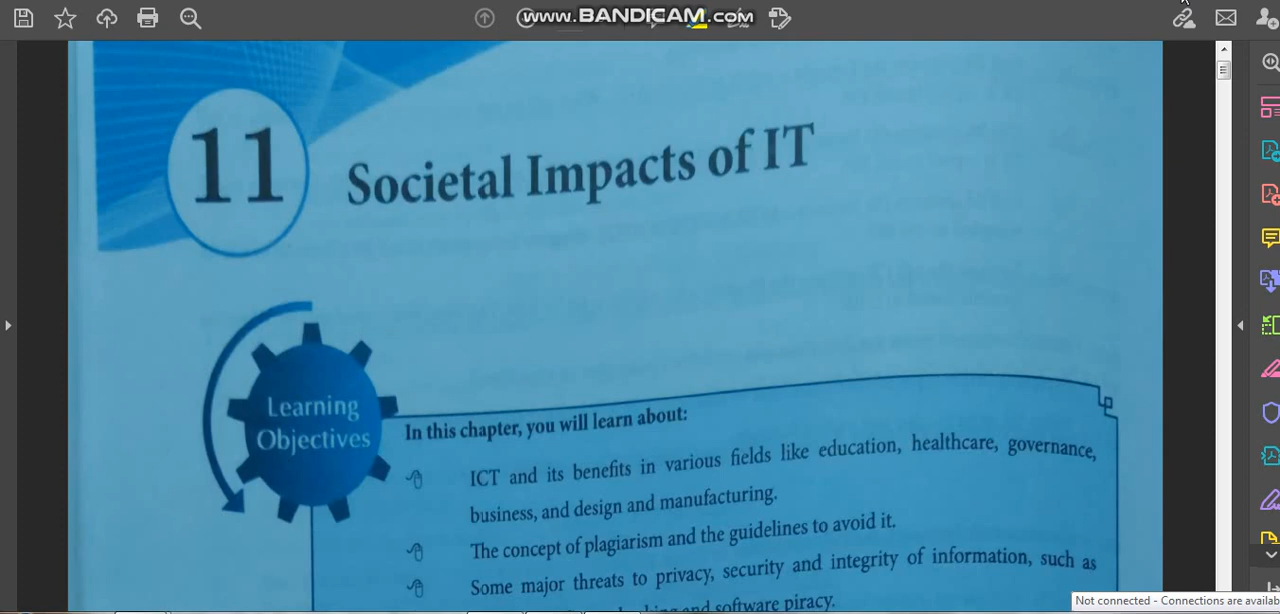 www.BANDICAM.com
11
Societal Impacts of IT
Learning
Objectives
In this chapter, you will learn about:
ICT and its benefits in various fields like education, healthcare, governance,
business, and design and manufacturing.
The concept of plagiarism and the guidelines to avoid it.
Some major threats to privacy, security and integrity of information, such as
and software piracy.
Not connected - Connections are availab